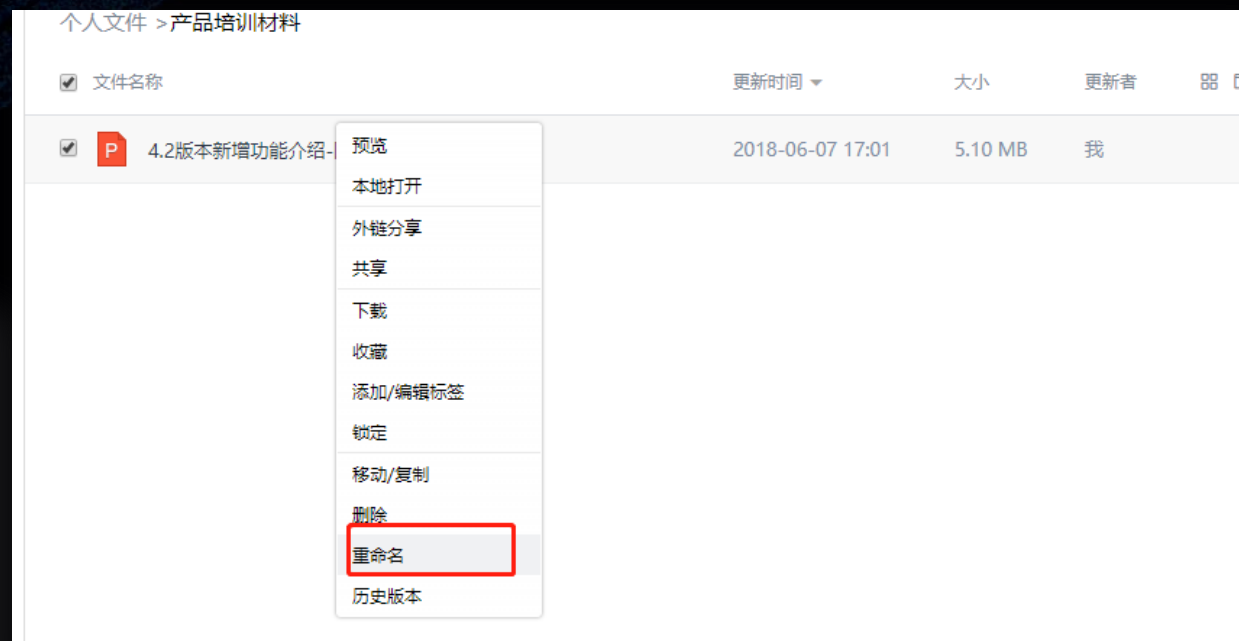 个人文件 >产品培训材料
文件名称 更新时间 大小 更新者
P 4.2版本新增功能介绍- 2018-06-07 17:01 5.10 MB 我
预览
本地打开
外链分享
共享
下载
收藏
添加/编辑标签
锁定
移动/复制
删除
重命名
历史版本